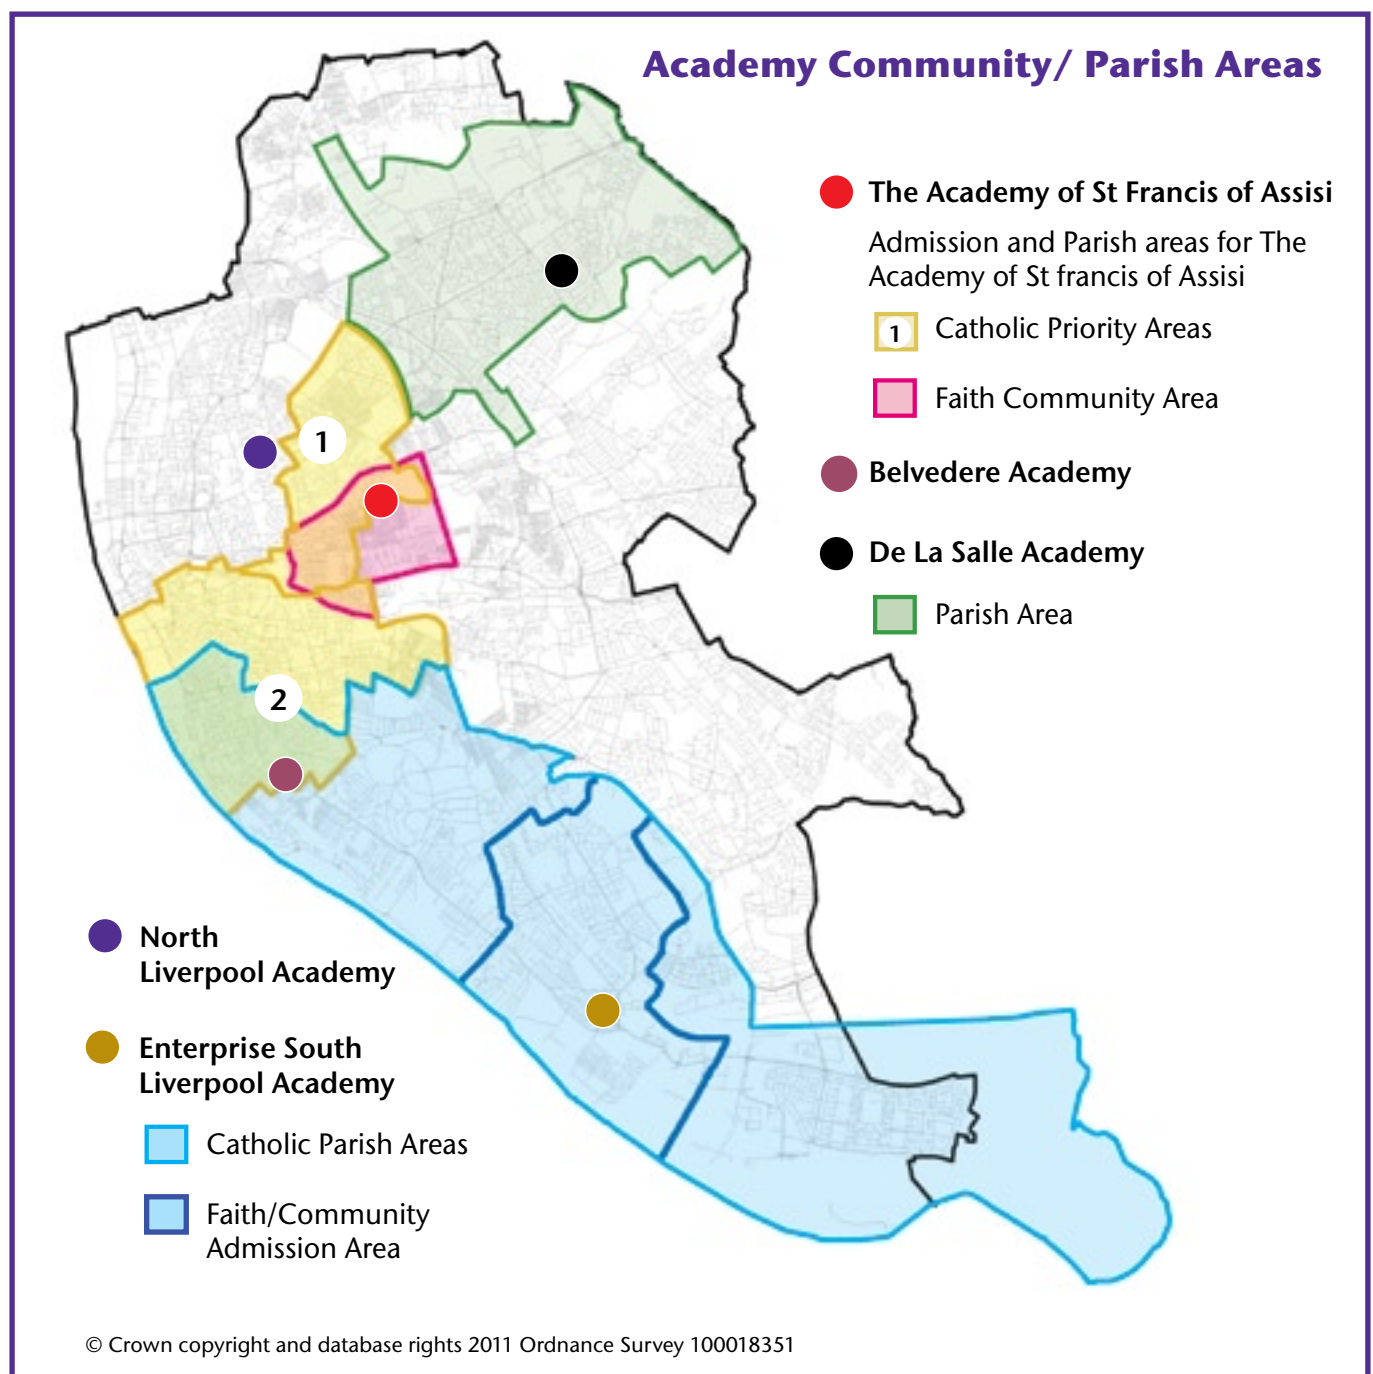 Academy Community/ Parish Areas
The Academy of St Francis of Assisi
Admission and Parish areas for The
Academy of St francis of Assisi
1 Catholic Priority Areas
Faith Community Area
Belvedere Academy
De La Salle Academy
Parish Area
1
2
North
Liverpool Academy
Enterprise South
Liverpool Academy
Catholic Parish Areas
Faith/Community
Admission Area
© Crown copyright and database rights 2011 Ordnance Survey 100018351